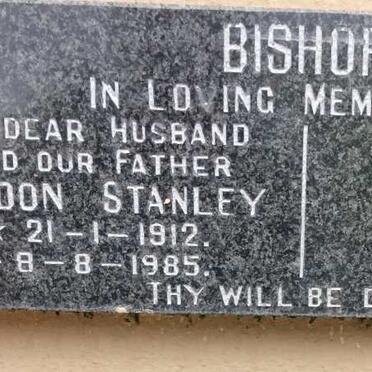 BISHO
IN LOVING MEM
DEAR HUSBAND
D OUR FATHER
DON STANLEY
21-1-1912.
8-8-1985.
THY WILL BE D